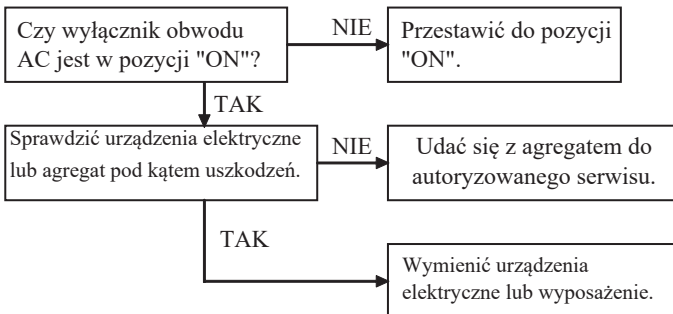 Czy wyłącznik obwodu
AC jest w pozycji "ON"?
NIE
Przestawić do pozycji
"ON".
TAK
Sprawdzić urządzenia elektryczne
lub agregat pod kątem uszkodzeń.
NIE
Udać się z agregatem do
autoryzowanego serwisu.
TAK
Wymienić urządzenia
elektryczne lub wyposażenie.